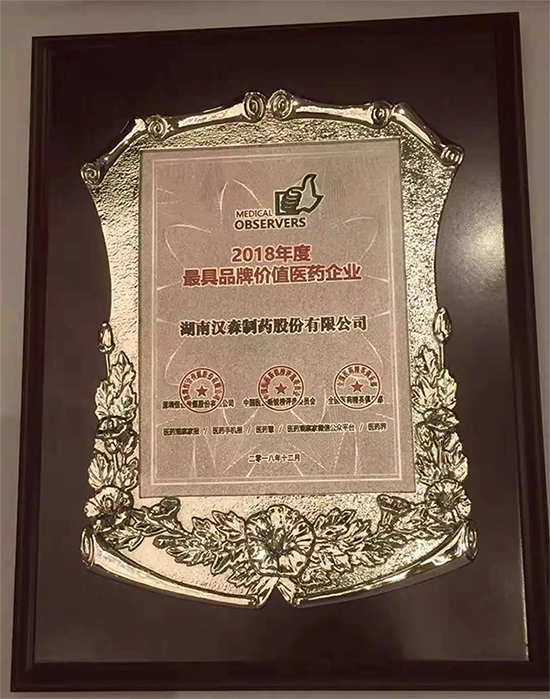 MEDICAL
OBSERVERS
2018年度
最具品牌价值医药企业
湖南汉森制药股份有限公司
医药观察家报 / 医药手机报 / 医药慧 / 医药观察家微信公众平台 / 医药界
二零一八年十二月